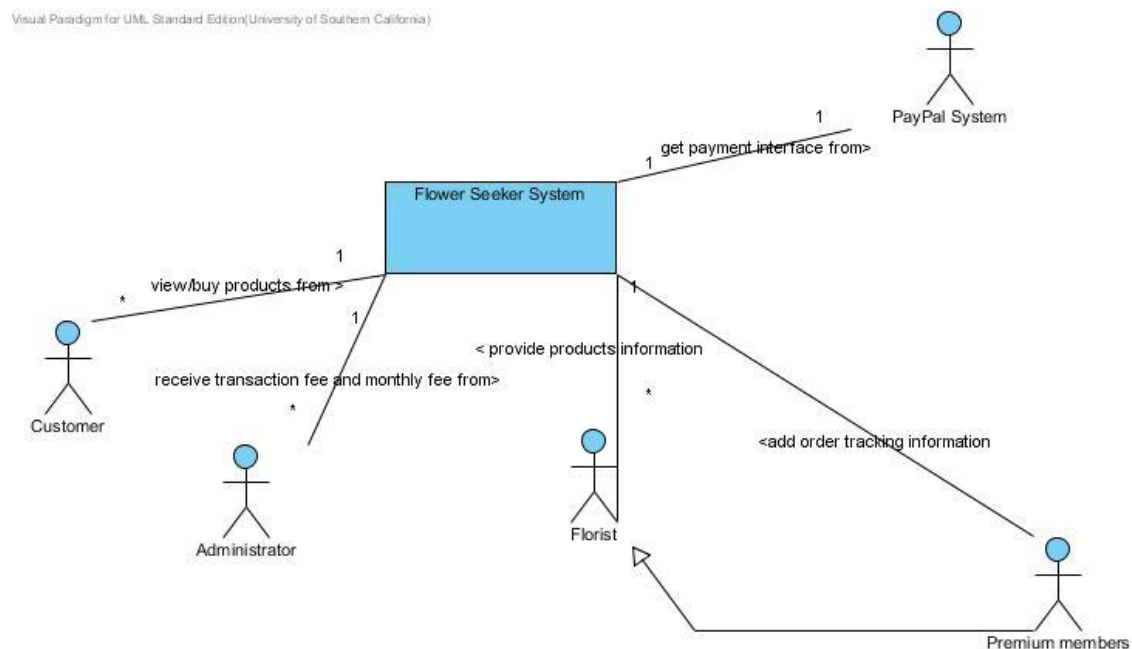 Visual Paradigm for UML Standard Edition(University of Southern California)
PayPal System
1
get payment interface from>
1
Flower Seeker System
1
view/buy products from >
*
1
1
< provide products information
receive transaction fee and monthly fee from>
*
*
Customer
<add order tracking information
Florist
Administrator
Premium members